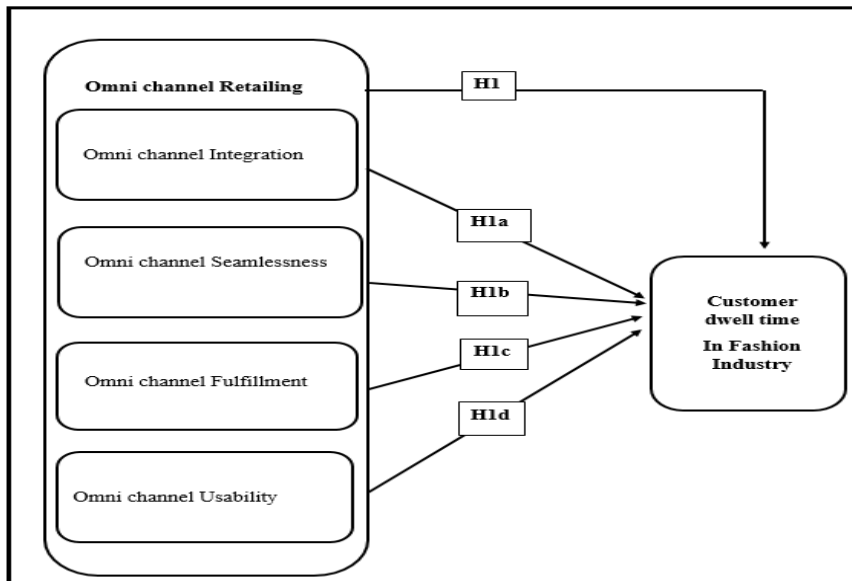 Omni channel Retailing
H1
Omni channel Integration
H1a
Omni channel Seamlessness
H1b
Omni channel Fulfillment
H1c
Omni channel Usability
H1d
Customer
dwell time
In Fashion
Industry